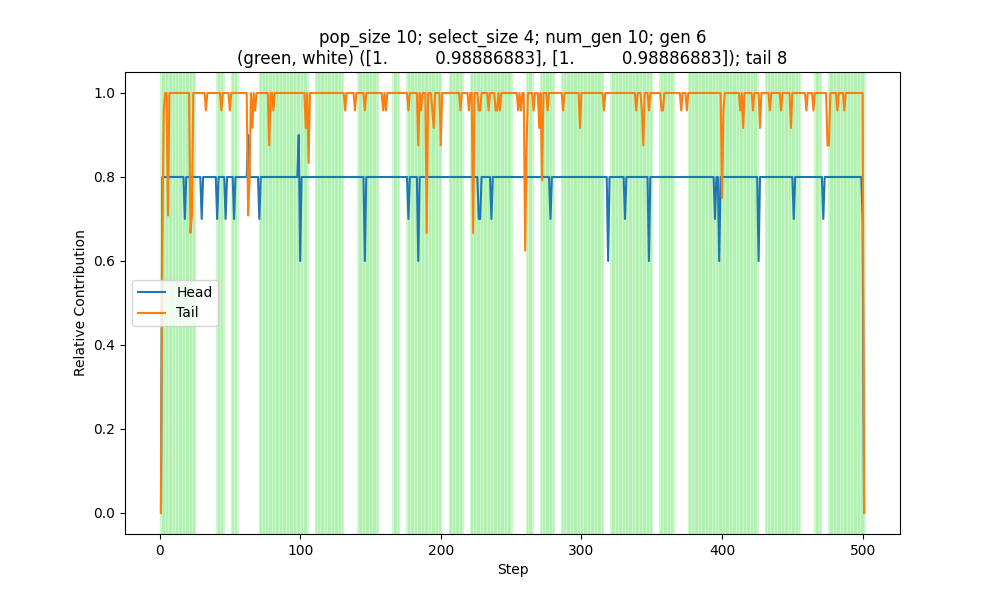 pop_size 10; select_size 4; num_gen 10; gen 6
(green, white) ([1. 0.98886883], [1. 0.98886883]); tail 8
1.0
0.8
0.6
0.4
0.2
0.0
Relative Contribution
Head
Tail
0 100 200 300 400 500
Step